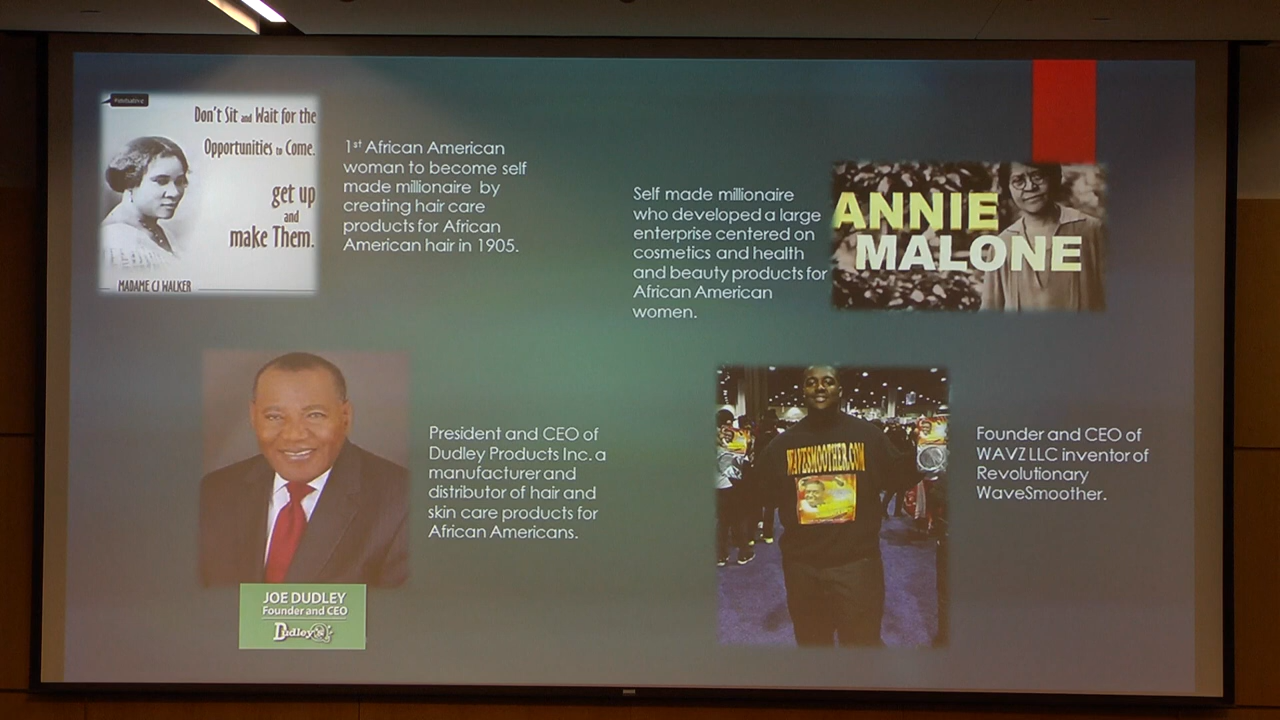 Don't Sit and Wait for the
Opportunities to Come.
get up
and
make Them.
MADAME CJ WALKER
1st African American
woman to become self
made millionaire by
creating hair care
products for African
American hair in 1905.
Self made millionaire
who developed a large
enterprise centered on
cosmetics and health
and beauty products for
African American
women.
ANNIE
MALONE
JOE DUDLEY
Founder and CEO
Dudley
President and CEO of
Dudley Products Inc. a
manufacturer and
distributor of hair and
skin care products for
African Americans.
WAVESMOOTHER.COM
Founder and CEO of
WAVZ LLC inventor of
Revolutionary
WaveSmoother.